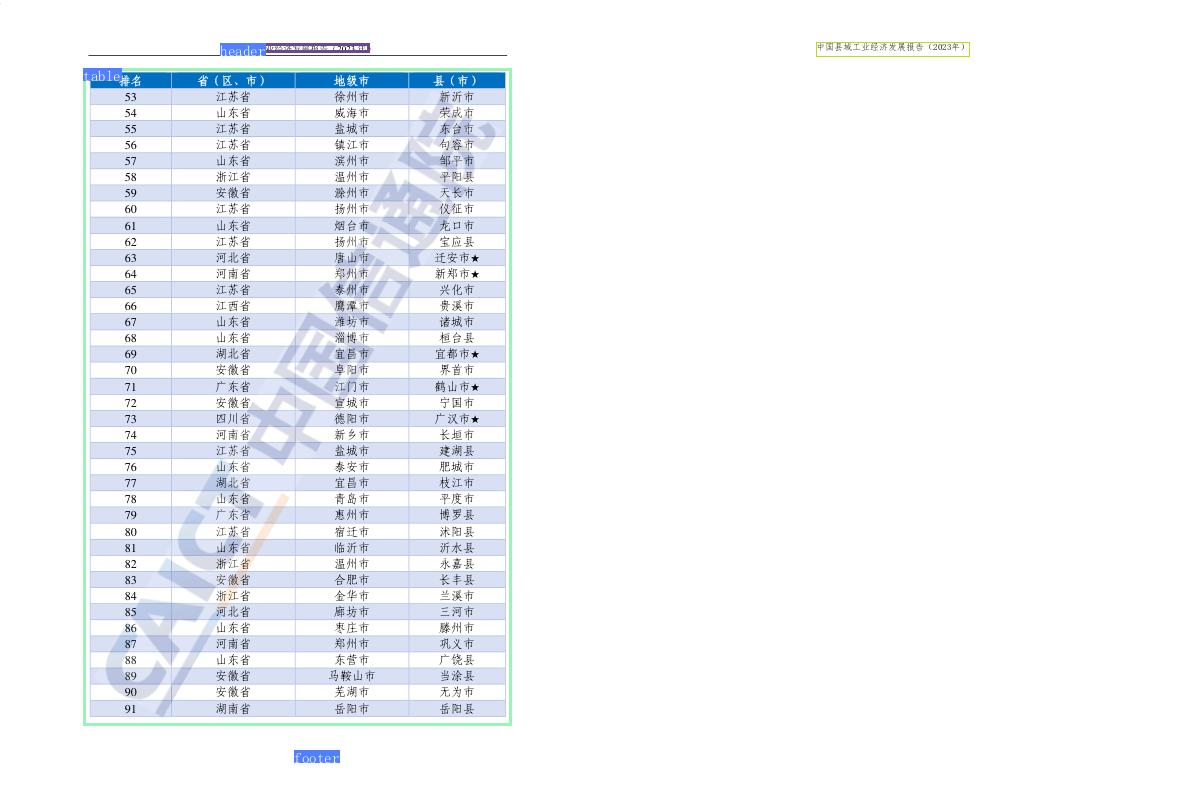 header
中国县域工业经济发展报告（2023年）
table
排名 省（区、市） 地级市 县（市）
53 江苏省 徐州市 新沂市
54 山东省 威海市 荣成市
55 江苏省 盐城市 东台市
56 江苏省 镇江市 句容市
57 山东省 滨州市 邹平市
58 浙江省 温州市 平阳县
59 安徽省 滁州市 天长市
60 江苏省 扬州市 仪征市
61 山东省 烟台市 龙口市
62 江苏省 扬州市 宝应县
63 河北省 唐山市 迁安市★
64 河南省 郑州市 新郑市★
65 江苏省 泰州市 兴化市
66 江西省 鹰潭市 贵溪市
67 山东省 潍坊市 诸城市
68 山东省 淄博市 桓台县
69 湖北省 宜昌市 宜都市★
70 安徽省 阜阳市 界首市
71 广东省 江门市 鹤山市★
72 安徽省 宣城市 宁国市
73 四川省 德阳市 广汉市★
74 河南省 新乡市 长垣市
75 江苏省 盐城市 建湖县
76 山东省 泰安市 肥城市
77 湖北省 宜昌市 枝江市
78 山东省 青岛市 平度市
79 广东省 惠州市 博罗县
80 江苏省 宿迁市 沭阳县
81 山东省 临沂市 沂水县
82 浙江省 温州市 永嘉县
83 安徽省 合肥市 长丰县
84 浙江省 金华市 兰溪市
85 河北省 廊坊市 三河市
86 山东省 枣庄市 滕州市
87 河南省 郑州市 巩义市
88 山东省 东营市 广饶县
89 安徽省 马鞍山市 当涂县
90 安徽省 芜湖市 无为市
91 湖南省 岳阳市 岳阳县
CAICT 中国信通院
footer